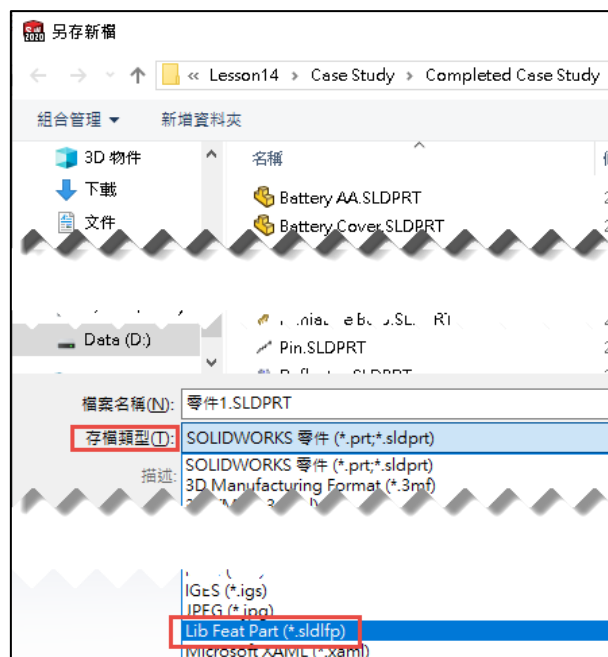 另存新檔
« Lesson14 › Case Study › Completed Case Study
組合管理 新增資料夾
3D 物件
下載
文件
名稱
Battery AA.SLDPRT
Battery Cover.SLDPRT
Data (D:)
Pin.SLDPRT
檔案名稱(N): 零件1.SLDPRT
存檔類型(T): SOLIDWORKS 零件 (*.prt;*.sldprt)
描述:
SOLIDWORKS 零件 (*.prt;*.sldprt)
3D Manufacturing Format (*.3mf)
IGES (*.igs)
JPEG (*.jpg)
Lib Feat Part (*.sldlfp)
Microsoft XAML (*.xaml)